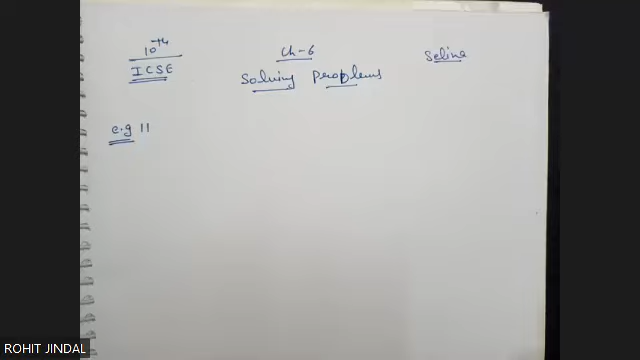 10th
ICSE
Ch-6
Solving Problems
Selina
e.g 11
ROHIT JINDAL